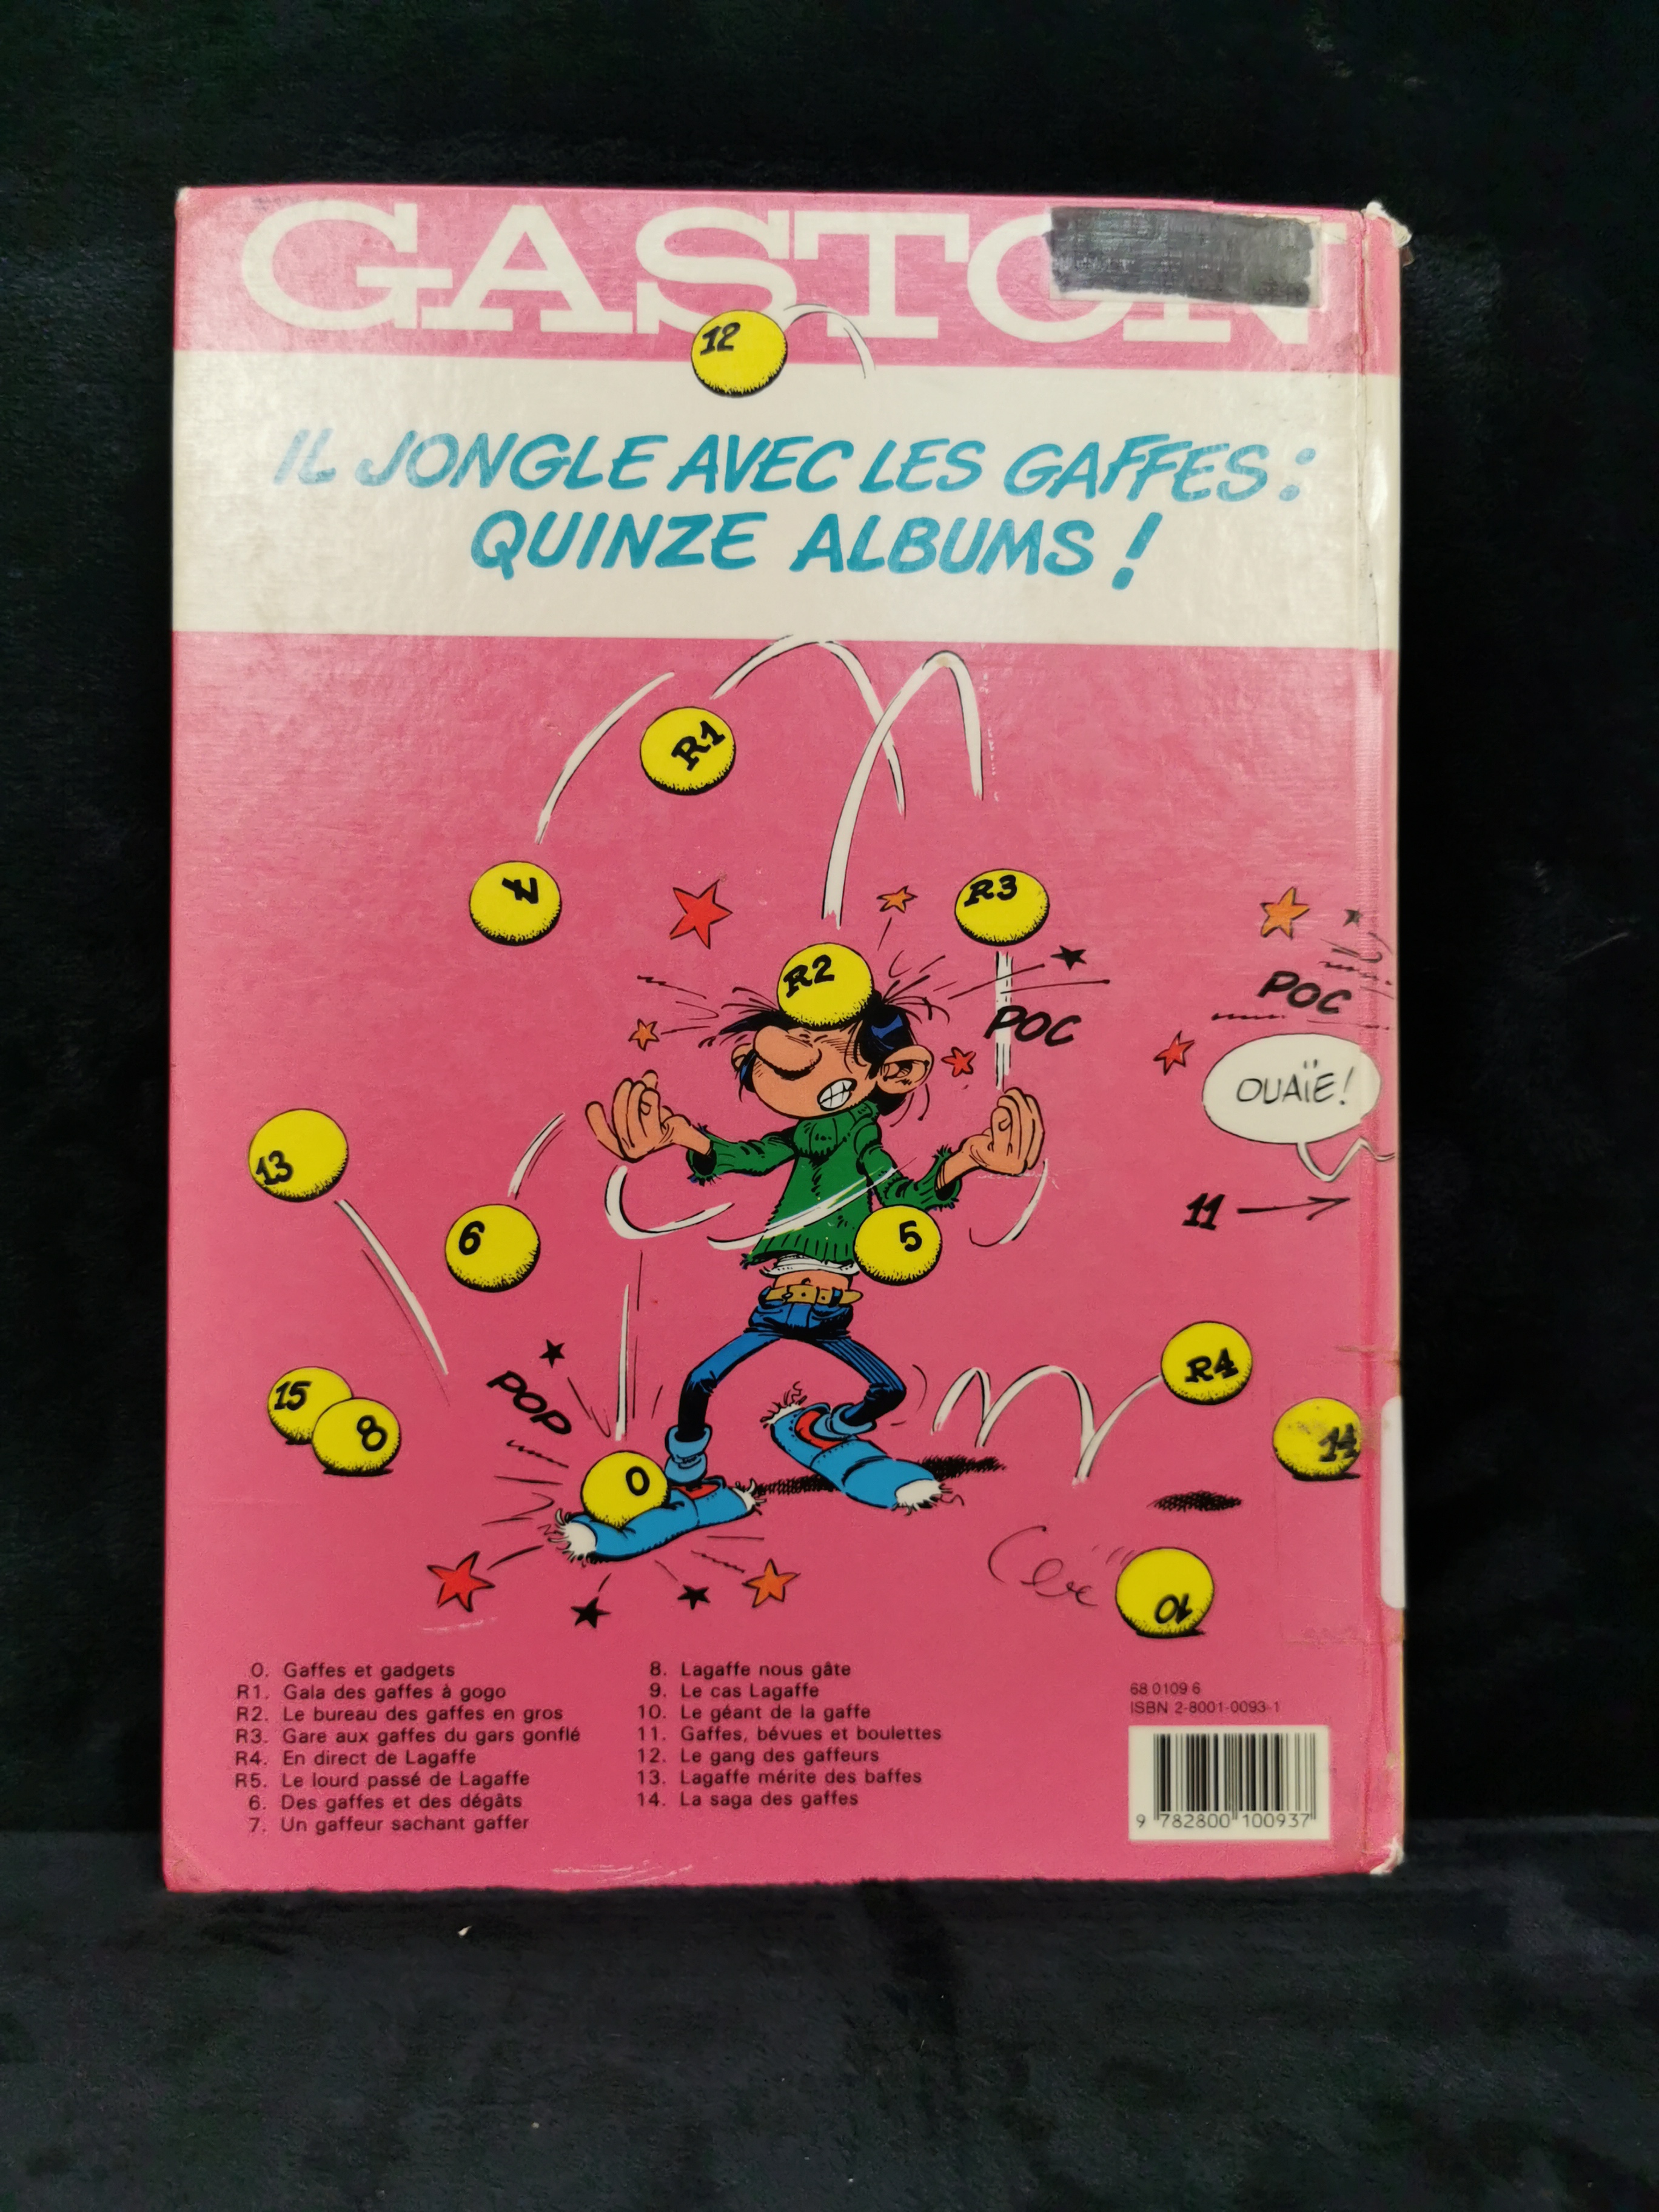 GASTON
12
IL JONGLE AVEC LES GAFFES :
QUINZE ALBUMS !
R1
7
R3
R2
POC
POC
OUAÏE !
13
6
5
11
R4
15
8
POP
0
14
10
0. Gaffes et gadgets
R1. Gala des gaffes à gogo
R2. Le bureau des gaffes en gros
R3. Gare aux gaffes du gars gonflé
R4. En direct de Lagaffe
R5. Le lourd passé de Lagaffe
6. Des gaffes et des dégâts
7. Un gaffeur sachant gaffer
8. Lagaffe nous gâte
9. Le cas Lagaffe
10. Le géant de la gaffe
11. Gaffes, bévues et boulettes
12. Le gang des gaffeurs
13. Lagaffe mérite des baffes
14. La saga des gaffes
68 0109 6
ISBN 2-8001-0093-1
9 782800 100937